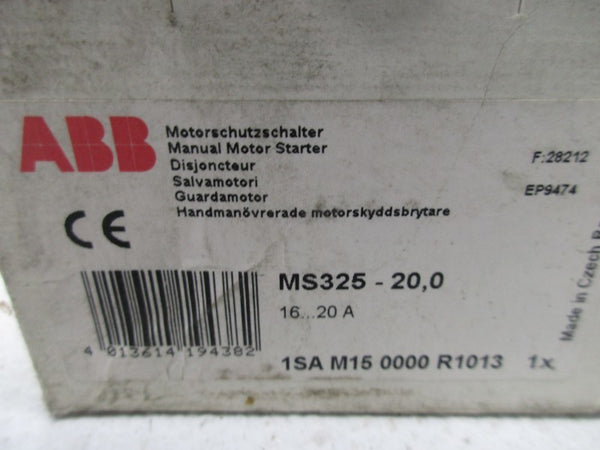 ABB
Motorschutzschalter
Manual Motor Starter
Disjoncteur
Salvamotori
Guardamotor
Handmanövrerade motorskyddsbrytare
F:28212
EP9474
CE
MS325 - 20,0
16...20 A
4 013614 194382
1SA M15 0000 R1013 1x
Made in Czech